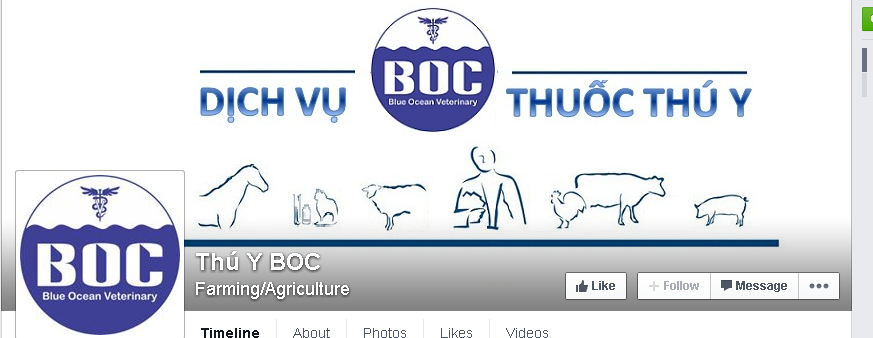 BOC
Blue Ocean Veterinary
DỊCH VỤ
THUỐC THÚ Y
BOC
Blue Ocean Veterinary
Thú Y BOC
Farming/Agriculture
Like
Follow
Message
Timeline
About
Photos
Likes
Videos